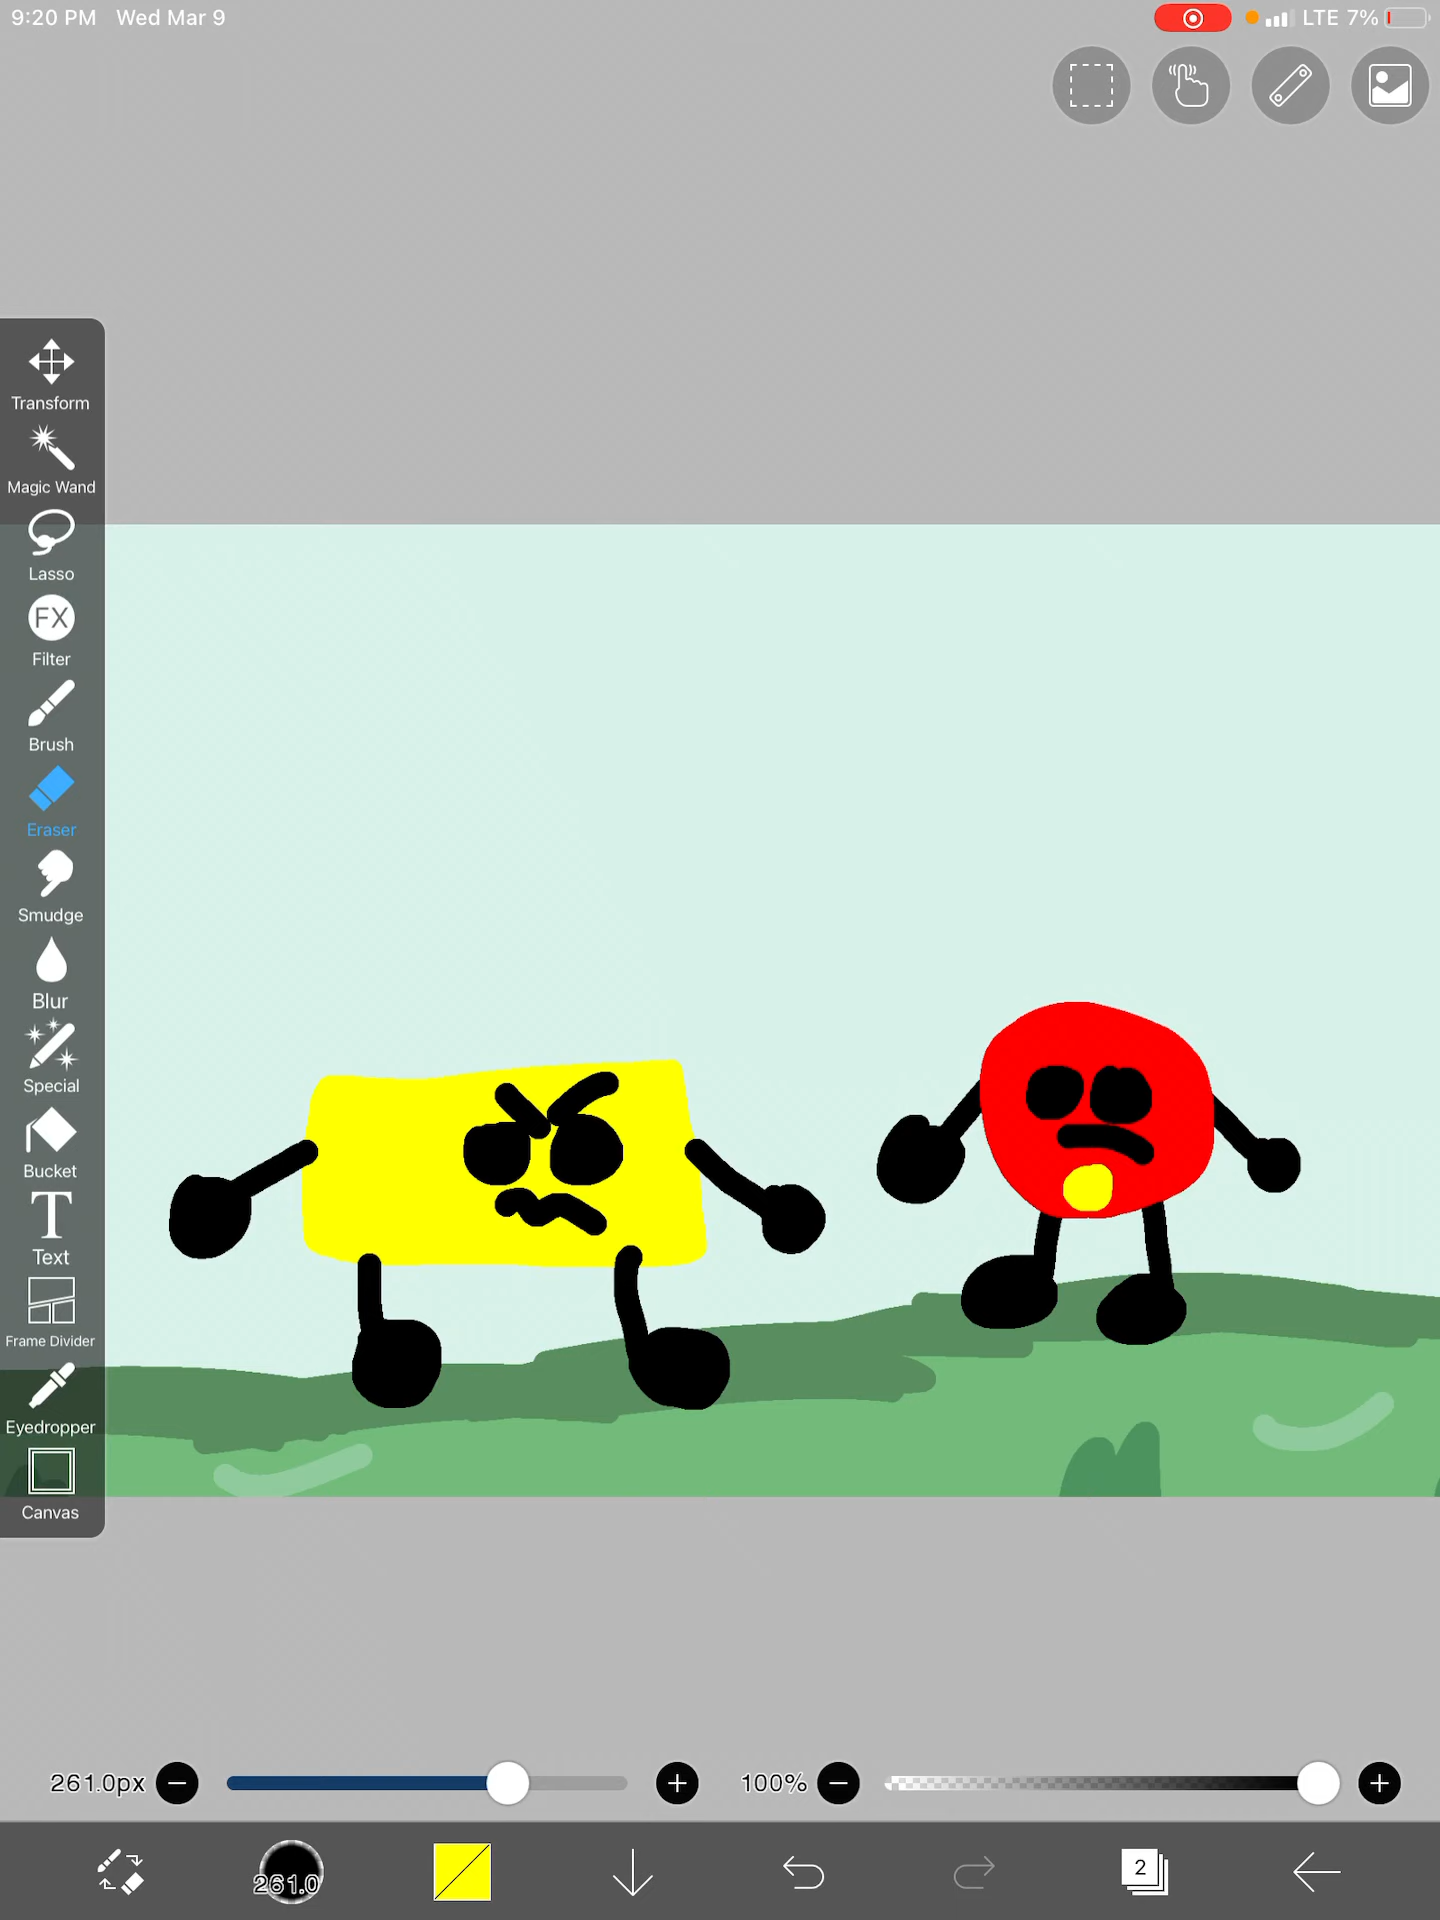 9:20 PM Wed Mar 9 LTE 7%
Transform
Magic Wand
Lasso
FX
Filter
Brush
Eraser
Smudge
Blur
Special
Bucket
T
Text
Frame Divider
Eyedropper
Canvas
261.0px 100%
261.0 2